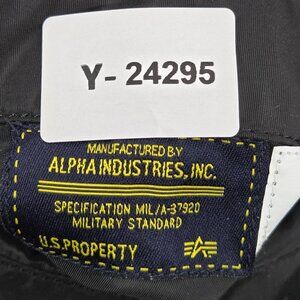 Y- 24295
MANUFACTURED BY
ALPHA INDUSTRIES, INC.
SPECIFICATION MIL/A-37920
MILITARY STANDARD
U.S. PROPERTY